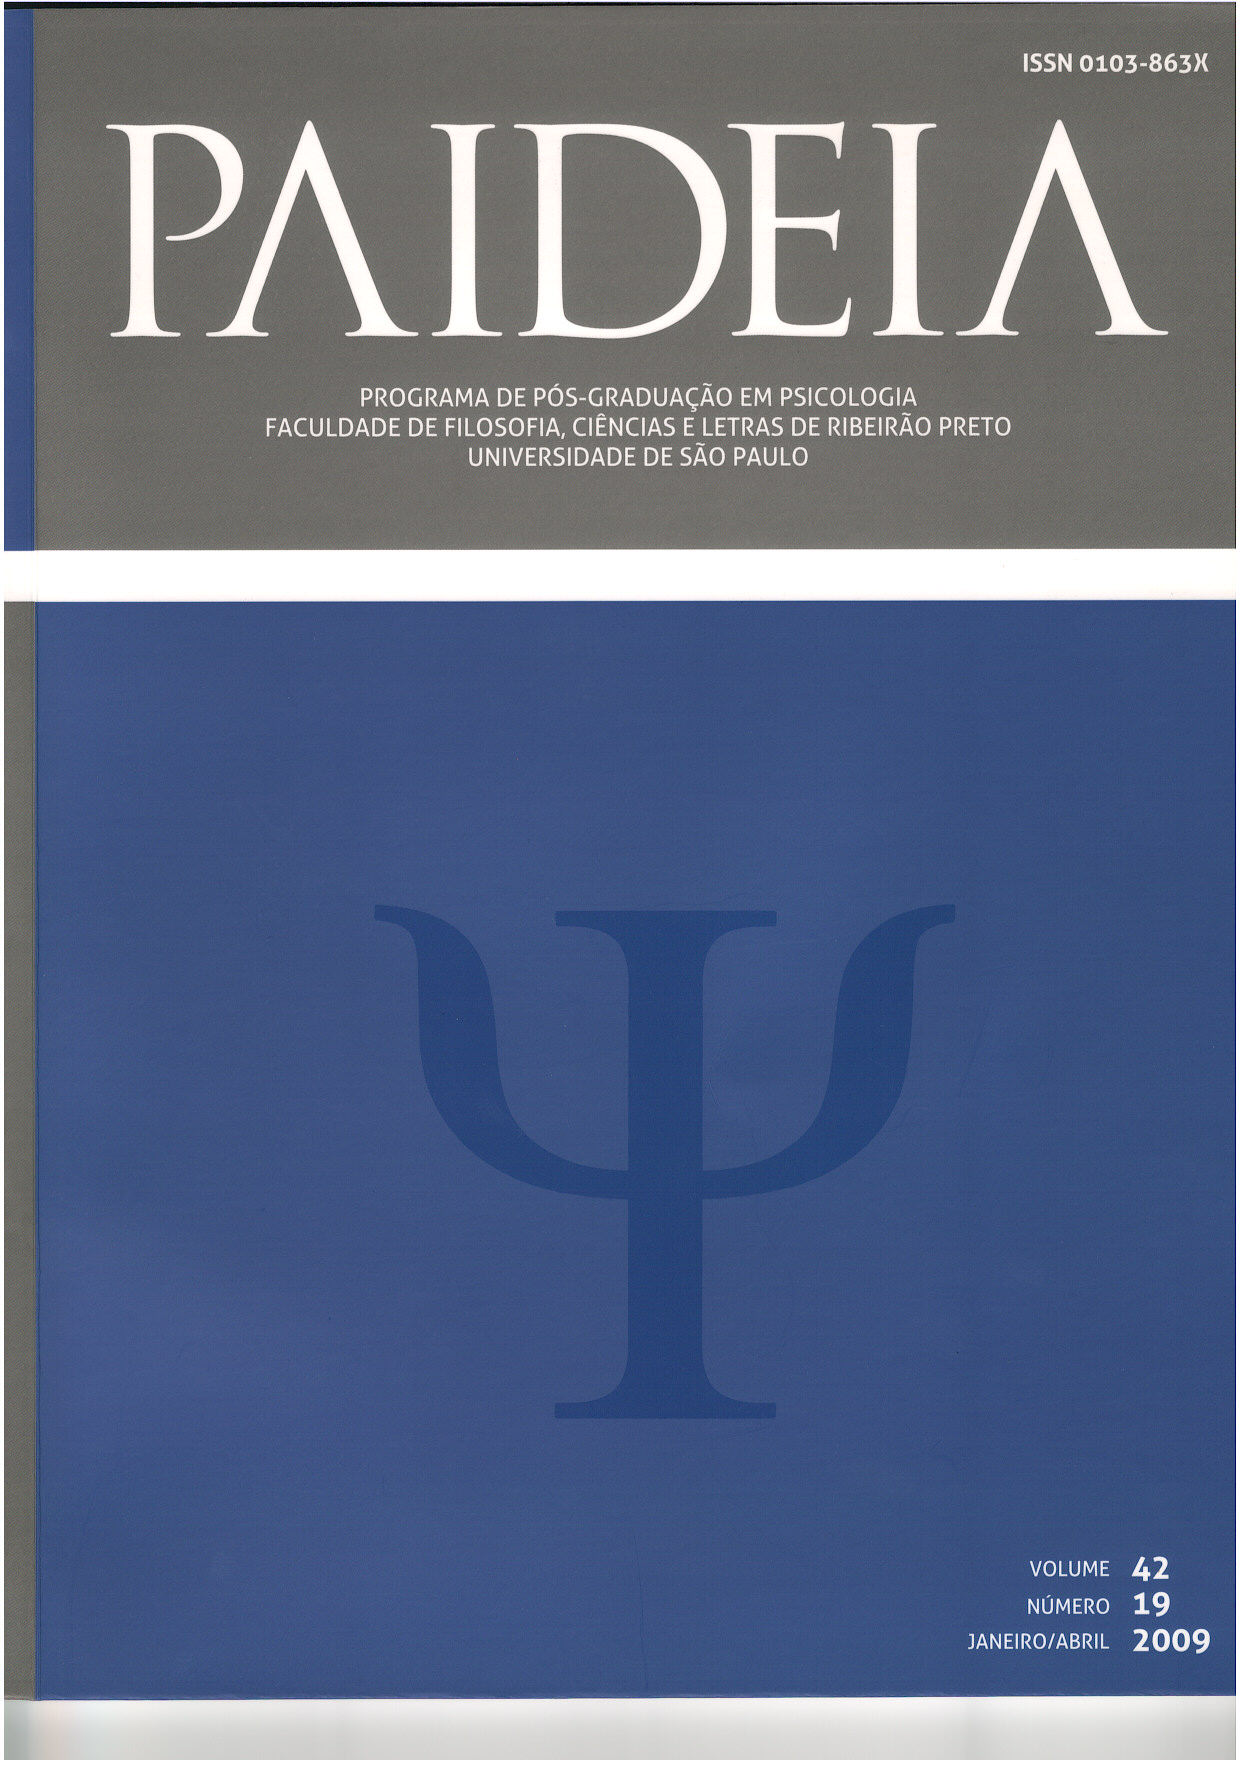 ISSN 0103-863X
PAIDEIA
PROGRAMA DE PÓS-GRADUAÇÃO EM PSICOLOGIA
FACULDADE DE FILOSOFIA, CIÊNCIAS E LETRAS DE RIBEIRÃO PRETO
UNIVERSIDADE DE SÃO PAULO
Ψ
VOLUME 42
NÚMERO 19
JANEIRO/ABRIL 2009